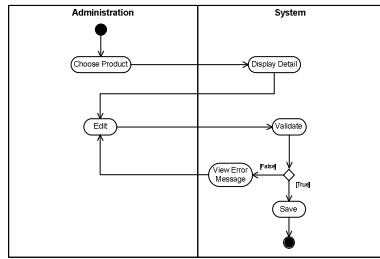 Administration
System
Choose Product
Display Detail
Edit
Validate
View Error
Message
[False]
[True]
Save